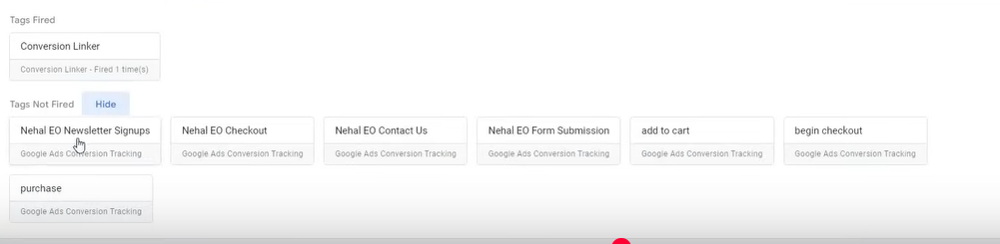 Tags Fired
Conversion Linker
Conversion Linker - Fired 1 time(s)
Tags Not Fired Hide
Nehal EO Newsletter Signups Nehal EO Checkout Nehal EO Contact Us Nehal EO Form Submission add to cart begin checkout
Google Ads Conversion Tracking Google Ads Conversion Tracking Google Ads Conversion Tracking Google Ads Conversion Tracking Google Ads Conversion Tracking Google Ads Conversion Tracking
purchase
Google Ads Conversion Tracking